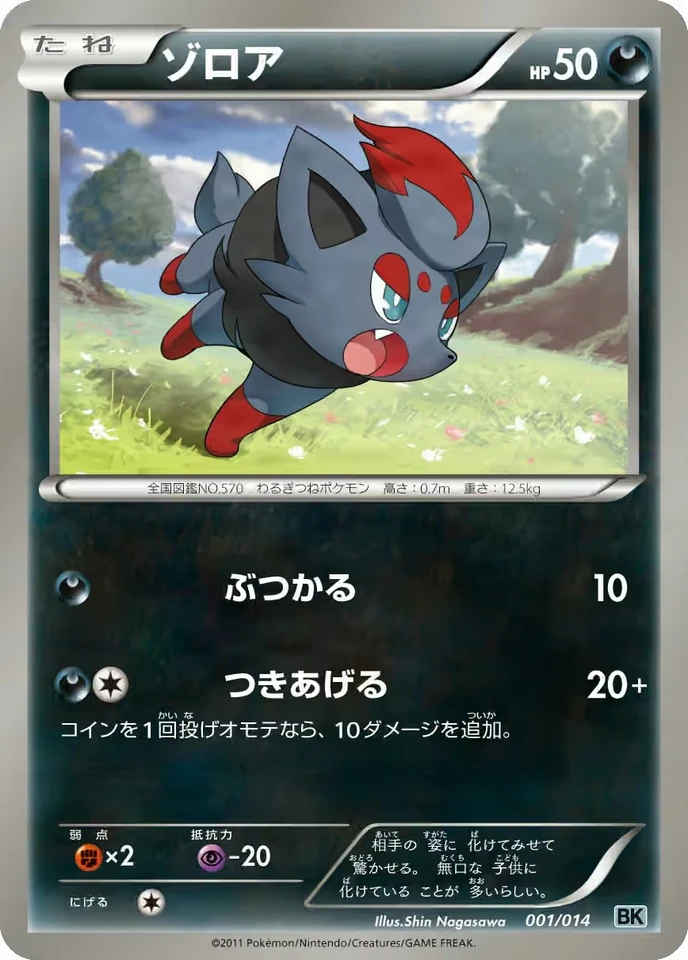 たね ゾロア HP50
全国図鑑NO.570 わるぎつねポケモン 高さ:0.7m 重さ:12.5kg
ぶつかる 10
つきあげる 20+
コインを1回投げオモテなら、10ダメージを追加。
弱点 抵抗力
×2 -20
にげる
相手の 姿に 化けてみせて
驚かせる。 無口な 子供に
化けている ことが 多いらしい。
Illus.Shin Nagasawa 001/014 BK
©2011 Pokémon/Nintendo/Creatures/GAME FREAK.